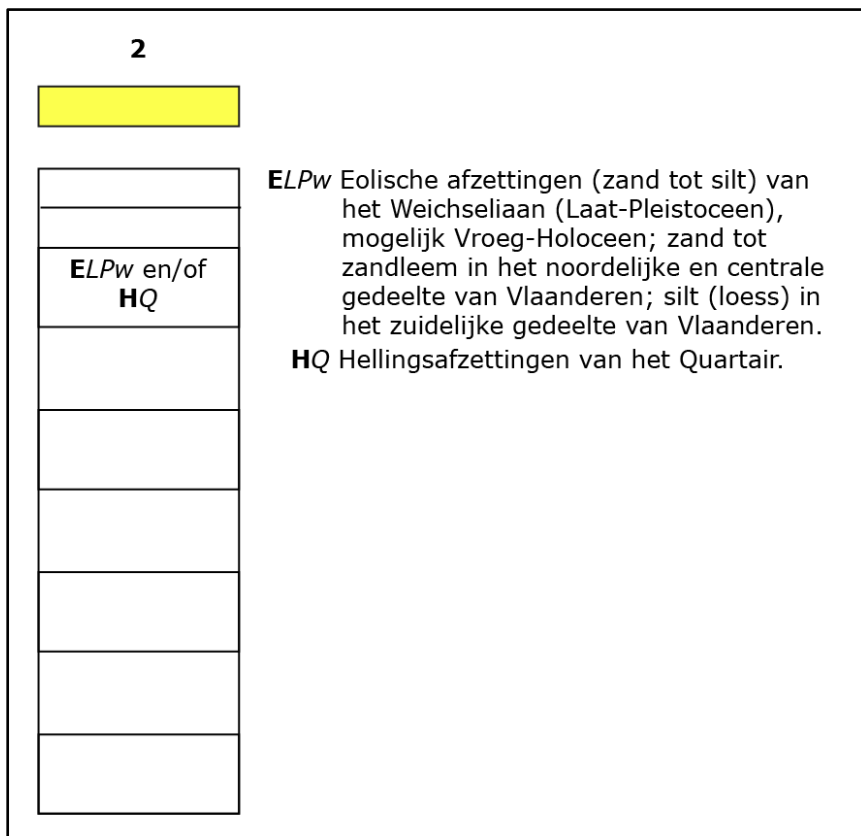 2
ELPw en/of
HQ
ELPw Eolische afzettingen (zand tot silt) van
het Weichseliaan (Laat-Pleistoceen),
mogelijk Vroeg-Holoceen; zand tot
zandleem in het noordelijke en centrale
gedeelte van Vlaanderen; silt (loess) in
het zuidelijke gedeelte van Vlaanderen.
HQ Hellingsafzettingen van het Quartair.